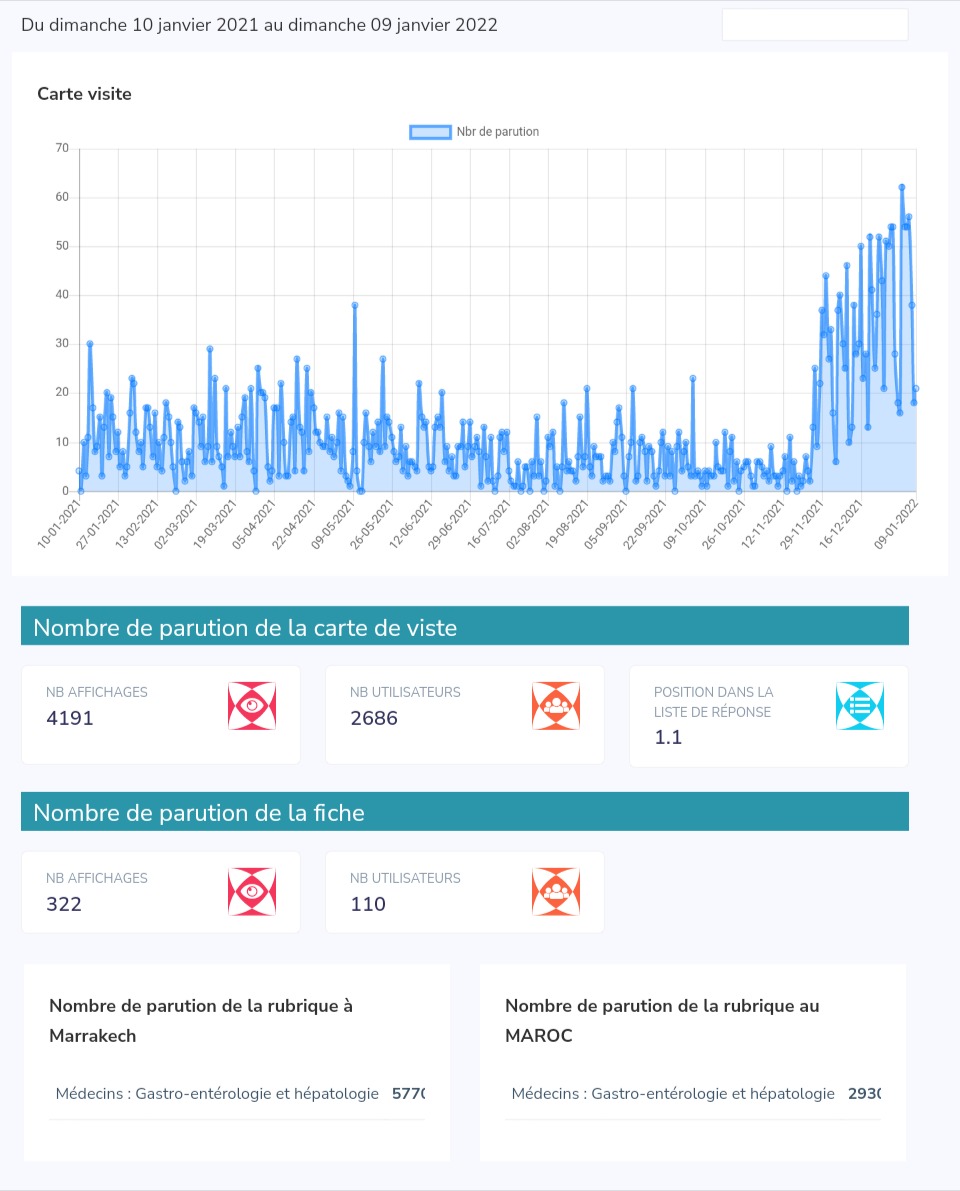 Du dimanche 10 janvier 2021 au dimanche 09 janvier 2022
Carte visite
Nbr de parution
70
60
50
40
30
20
10
0
10-01-2021
27-01-2021
13-02-2021
02-03-2021
19-03-2021
05-04-2021
22-04-2021
09-05-2021
26-05-2021
12-06-2021
29-06-2021
16-07-2021
02-08-2021
19-08-2021
05-09-2021
22-09-2021
09-10-2021
26-10-2021
12-11-2021
29-11-2021
16-12-2021
09-01-2022
Nombre de parution de la carte de viste
NB AFFICHAGES
4191
NB UTILISATEURS
2686
POSITION DANS LA
LISTE DE RÉPONSE
1.1
Nombre de parution de la fiche
NB AFFICHAGES
322
NB UTILISATEURS
110
Nombre de parution de la rubrique à
Marrakech
Médecins : Gastro-entérologie et hépatologie
Nombre de parution de la rubrique au
MAROC
Médecins : Gastro-entérologie et hépatologie